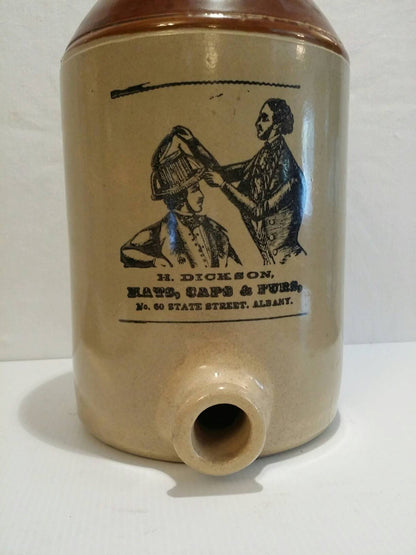 H. DICKSON,
HATS, CAPS & FURS,
No. 60 STATE STREET. ALBANY.